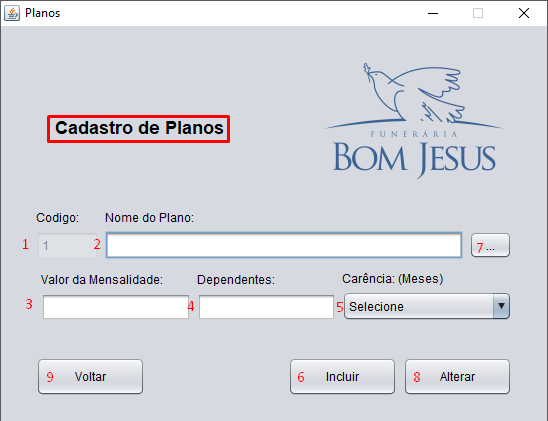 Planos
Cadastro de Planos
FUNERÁRIA
BOM JESUS
Codigo: Nome do Plano:
1 1 2 7 ...
Valor da Mensalidade: Dependentes: Carência: (Meses)
3 4 5 Selecione
9 Voltar 6 Incluir 8 Alterar